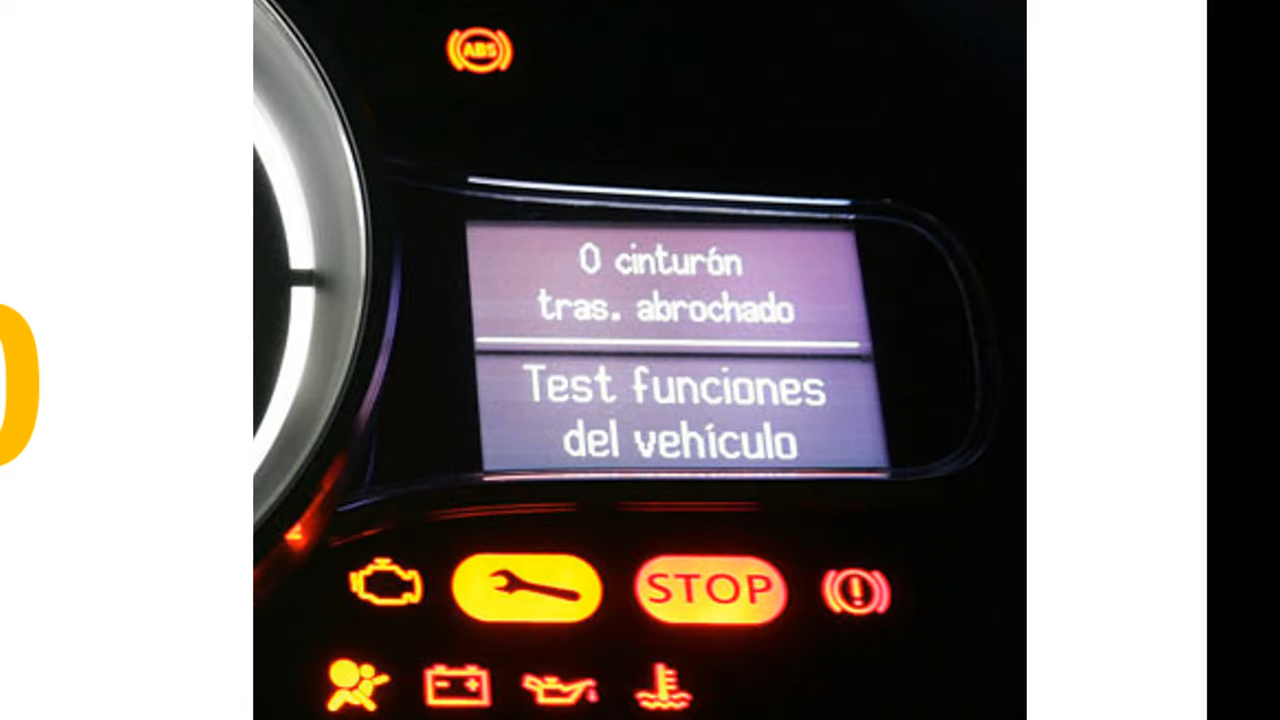 ABS
0 cinturón
tras. abrochado
Test funciones
del vehículo
STOP